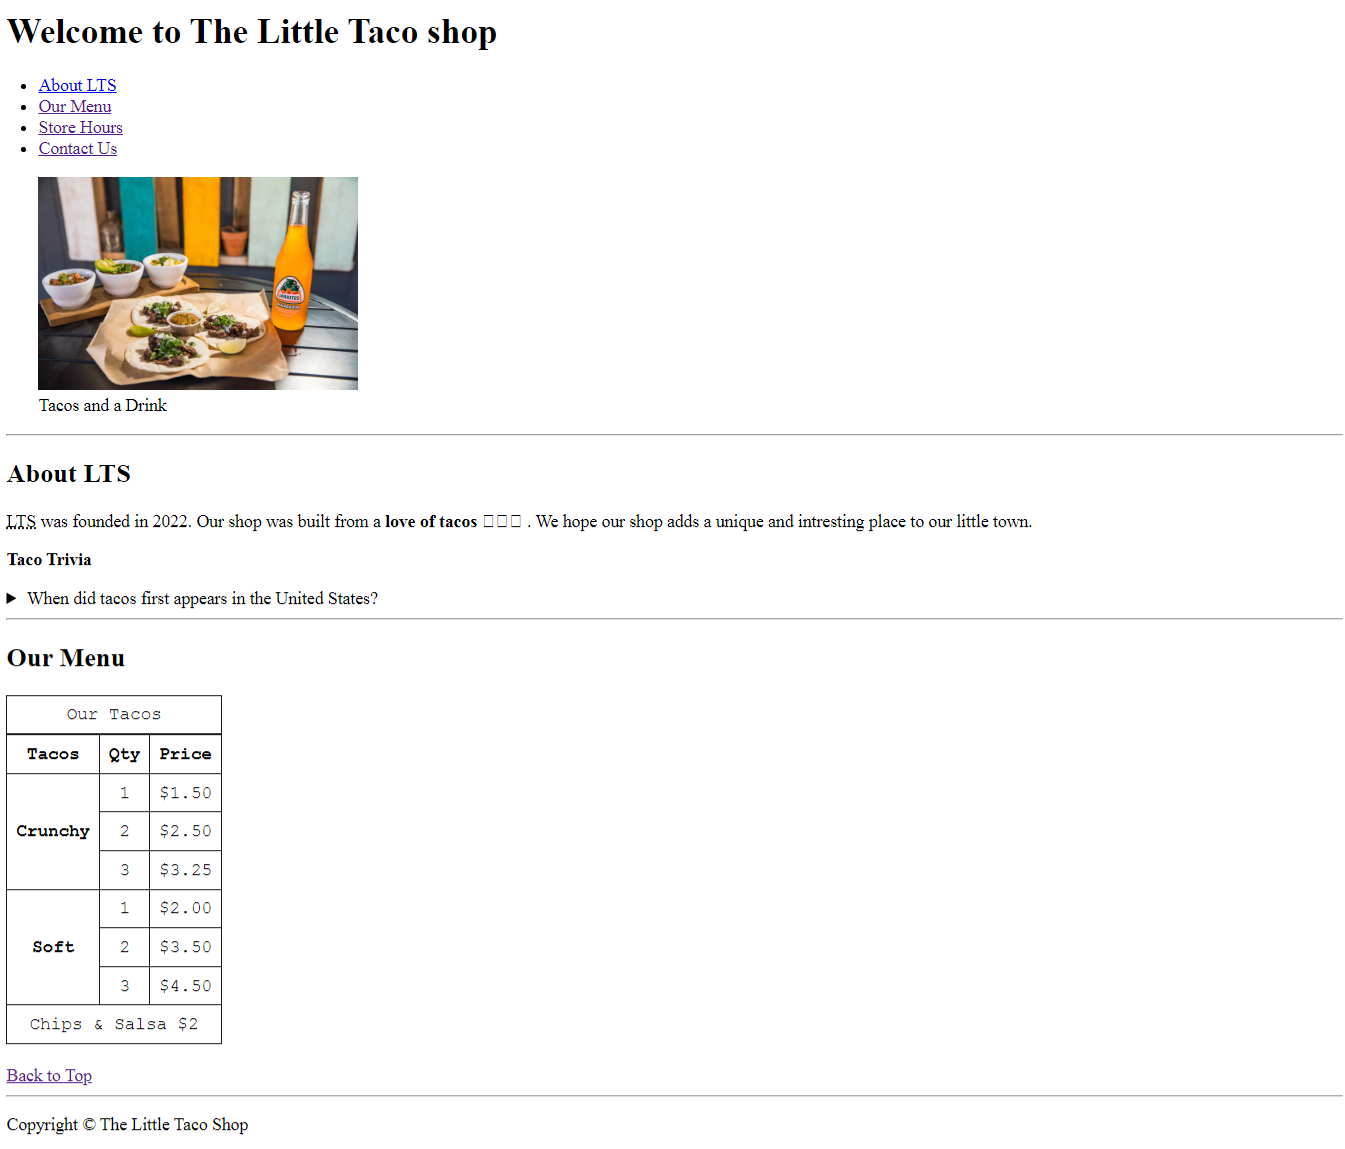 Welcome to The Little Taco shop
About LTS
Our Menu
Store Hours
Contact Us
JARRITOS
Tacos and a Drink
About LTS
LTS was founded in 2022. Our shop was built from a love of tacos □□□ . We hope our shop adds a unique and intresting place to our little town.
Taco Trivia
When did tacos first appears in the United States?
Our Menu
Our Tacos
Tacos Qty Price
1 $1.50
Crunchy 2 $2.50
3 $3.25
1 $2.00
Soft 2 $3.50
3 $4.50
Chips & Salsa $2
Back to Top
Copyright © The Little Taco Shop